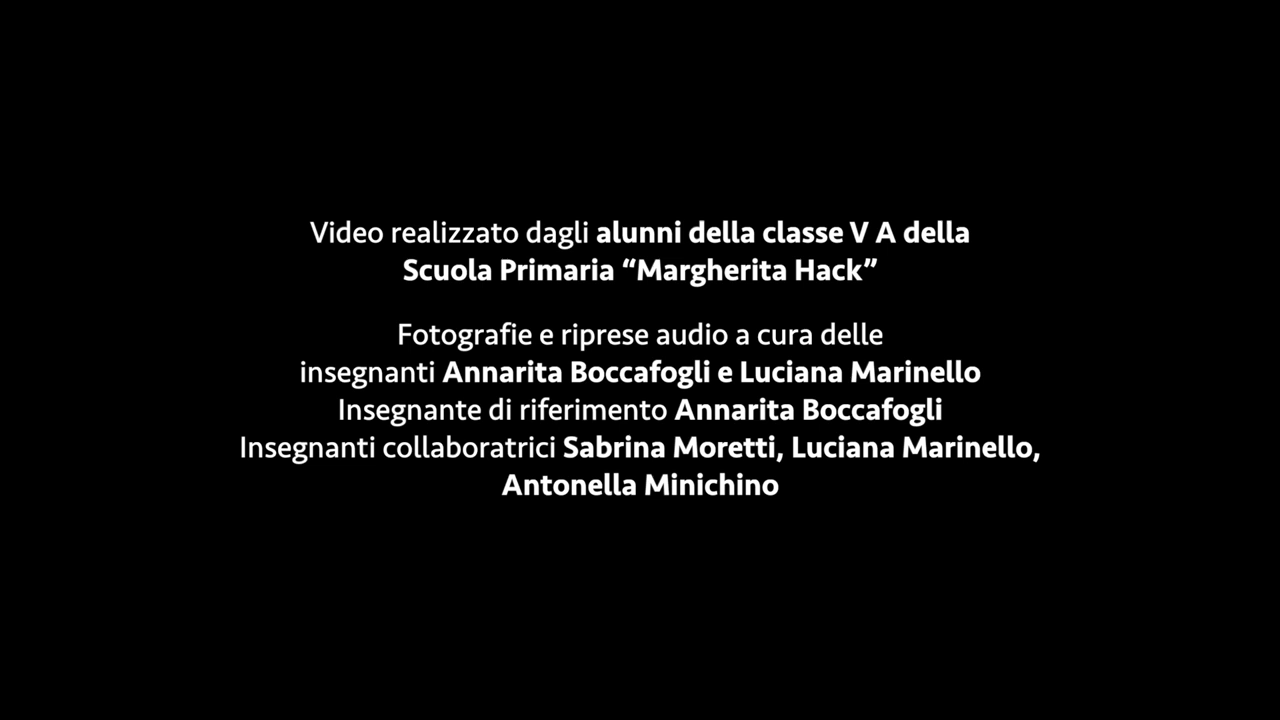 Video realizzato dagli alunni della classe V A della
Scuola Primaria “Margherita Hack”
Fotografie e riprese audio a cura delle
insegnanti Annarita Boccafogli e Luciana Marinello
Insegnante di riferimento Annarita Boccafogli
Insegnanti collaboratrici Sabrina Moretti, Luciana Marinello,
Antonella Minichino